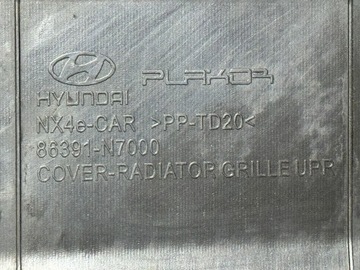 PLAKOR
HYUNDAI
NX4e-CAR >PP-TD20<
86391-N7000
COVER-RADIATOR GRILLE UPR